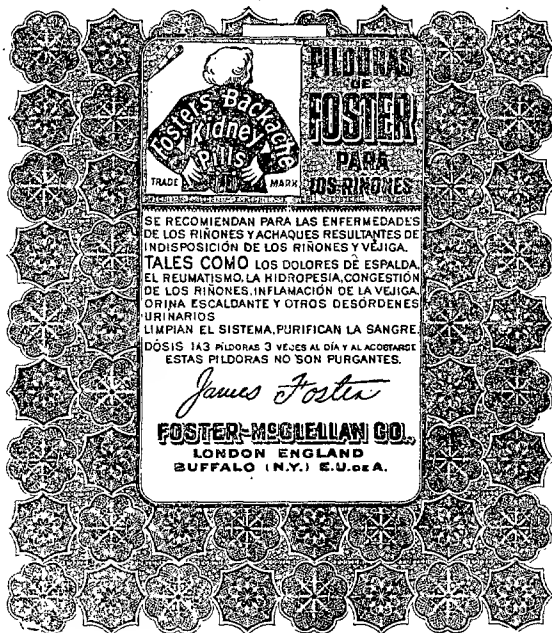 Foster's Backache
Kidney
Pills
TRADE MARK
PILDORAS
DE
FOSTER
PARA
LOS RIÑONES
SE RECOMIENDAN PARA LAS ENFERMEDADES
DE LOS RIÑONES Y ACHAQUES RESULTANTES DE
INDISPOSICIÓN DE LOS RIÑONES Y VEJIGA.
TALES COMO LOS DOLORES DE ESPALDA,
EL REUMATISMO, LA HIDROPESIA, CONGESTIÓN
DE LOS RIÑONES, INFLAMACIÓN DE LA VEJIGA,
ORINA ESCALDANTE Y OTROS DESÓRDENES
URINARIOS
LIMPIAN EL SISTEMA, PURIFICAN LA SANGRE.
DÓSIS 1 Á 3 PÍLDORAS 3 VEJES AL DÍA Y AL ACOSTARSE
ESTAS PILDORAS NO SON PURGANTES.
James Foster
FOSTER-McCLELLAN CO.,
LONDON ENGLAND
BUFFALO (N.Y.) E.U. DE A.